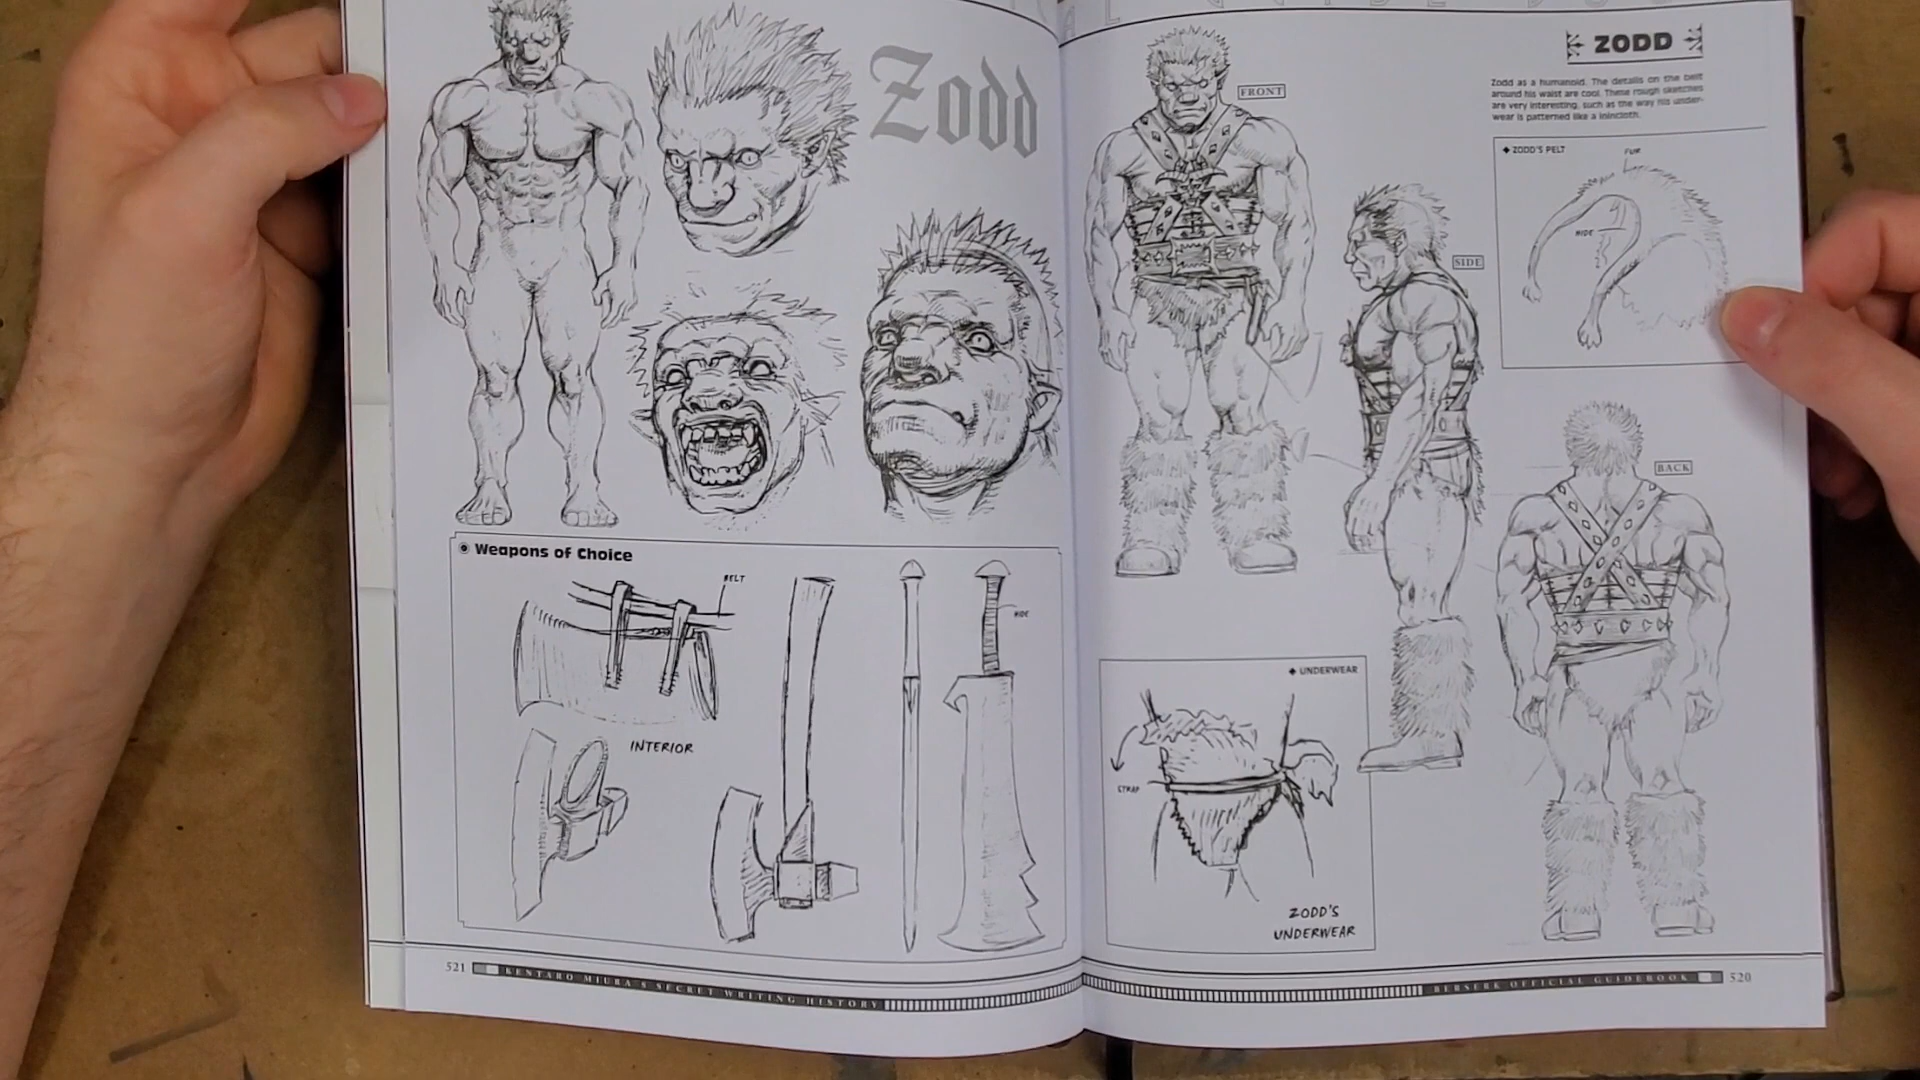 Zodd
FRONT
ZODD
Zodd as a humanoid. The details on the belt
around his waist are cool. These rough sketches
are very interesting, such as the way his under-
wear is patterned like a loincloth.
◆ ZODD'S PELT
FUR
HIDE
SIDE
BACK
Weapons of Choice
BELT
HIDE
INTERIOR
◆ UNDERWEAR
STRAP
ZODD'S
UNDERWEAR
521
KENTARO MIURA'S SECRET WRITING HISTORY
BERSERK OFFICIAL GUIDEBOOK
520